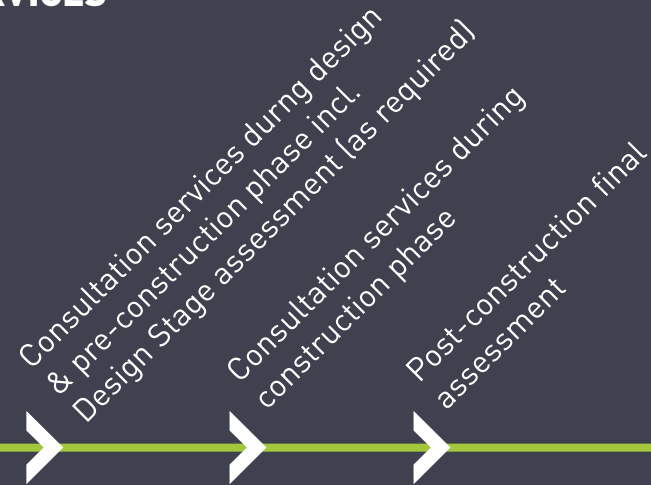 Consultation services durng design
& pre-construction phase incl.
Design Stage assessment (as required)
Consultation services during
construction phase
Post-construction final
assessment